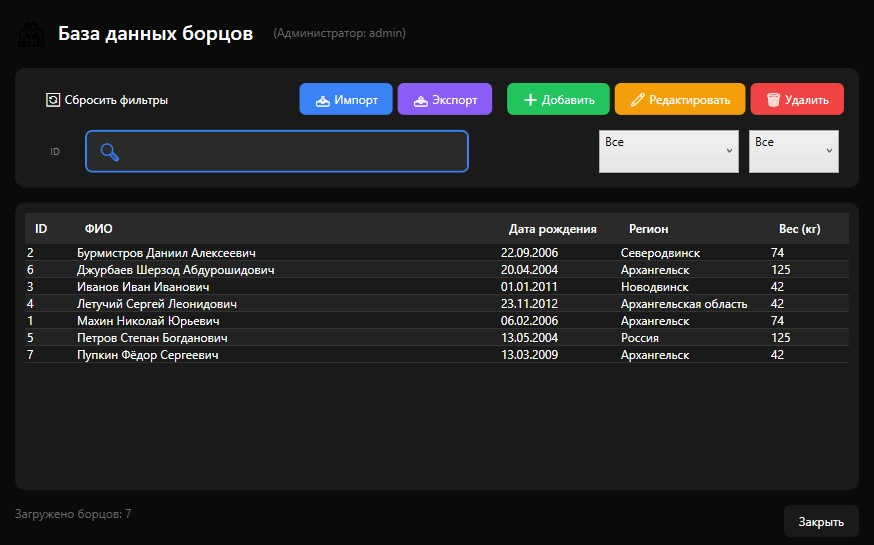 База данных борцов (Администратор: admin)
Сбросить фильтры Импорт Экспорт Добавить Редактировать Удалить
ID Все Все
ID ФИО Дата рождения Регион Вес (кг)
2 Бурмистров Даниил Алексеевич 22.09.2006 Северодвинск 74
6 Джурбаев Шерзод Абдурошидович 20.04.2004 Архангельск 125
3 Иванов Иван Иванович 01.01.2011 Новодвинск 42
4 Летучий Сергей Леонидович 23.11.2012 Архангельская область 42
1 Махин Николай Юрьевич 06.02.2006 Архангельск 74
5 Петров Степан Богданович 13.05.2004 Россия 125
7 Пупкин Фёдор Сергеевич 13.03.2009 Архангельск 42
Загружено борцов: 7
Закрыть